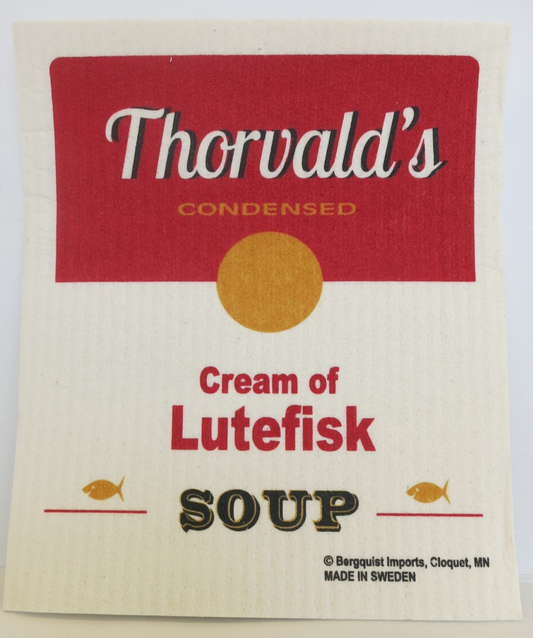 Thorvald's
CONDENSED
Cream of
Lutefisk
SOUP
© Bergquist Imports, Cloquet, MN
MADE IN SWEDEN